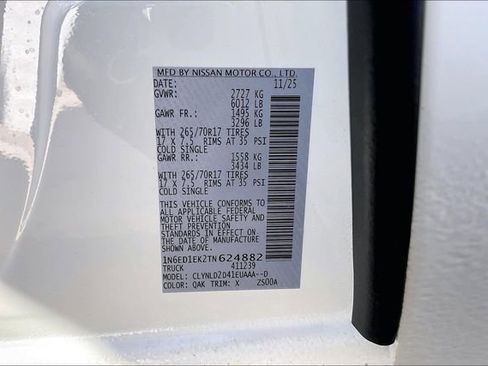 MFD BY NISSAN MOTOR CO., LTD.
DATE: 11/25
GVWR: 2727 KG
6012 LB
GAWR FR.: 1495 KG
3296 LB
WITH 265/70R17 TIRES
17 X 7.5 RIMS AT 35 PSI
COLD SINGLE
GAWR RR.: 1558 KG
3434 LB
WITH 265/70R17 TIRES
17 X 7.5 RIMS AT 35 PSI
COLD SINGLE
THIS VEHICLE CONFORMS TO
ALL APPLICABLE FEDERAL
MOTOR VEHICLE SAFETY AND
THEFT PREVENTION
STANDARDS IN EFFECT ON
THE DATE OF MANUFACTURE
SHOWN ABOVE.
1N6ED1EK2TN624882
TRUCK 411239
MODEL: CLYNLD2D41EUAAA--D
COLOR: QAK TRIM: X ZS00A